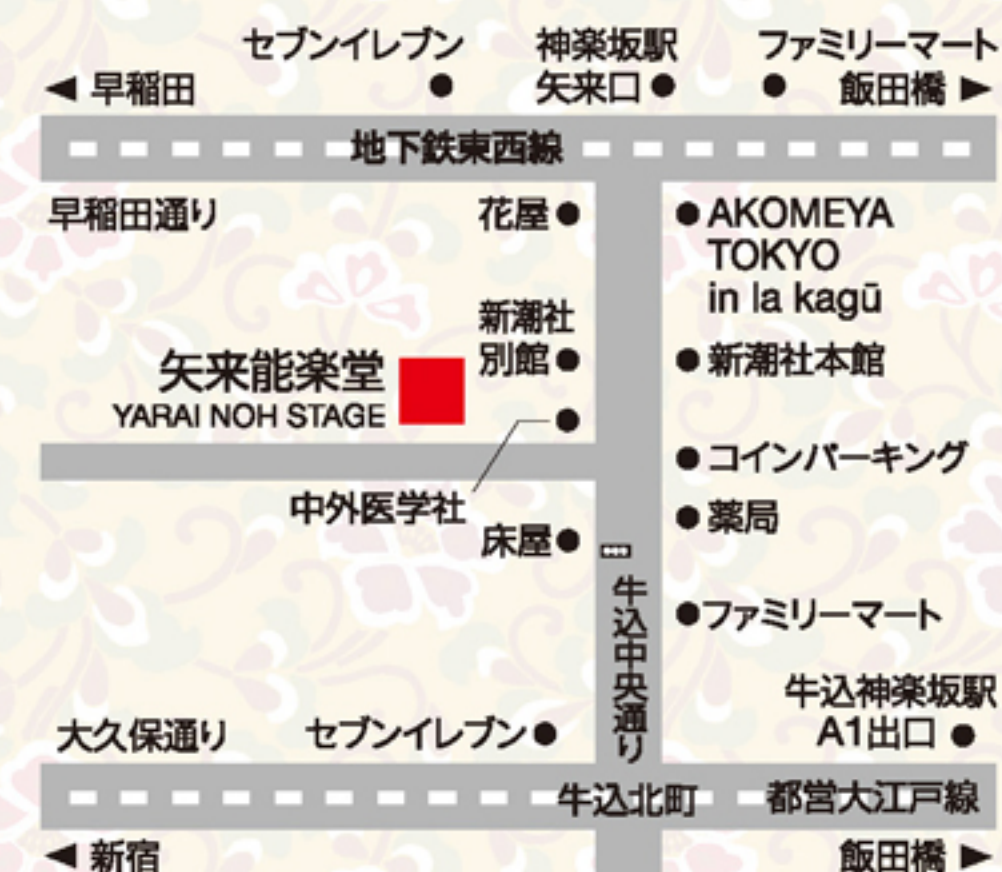 セブンイレブン
神楽坂駅
矢来口
ファミリーマート
◀ 早稲田
飯田橋 ▶
地下鉄東西線
早稲田通り
花屋
AKOMEYA
TOKYO
in la kagū
新潮社
別館
新潮社本館
矢来能楽堂
YARAI NOH STAGE
コインパーキング
中外医学社
薬局
床屋
牛込中央通り
ファミリーマート
牛込神楽坂駅
A1出口
大久保通り
セブンイレブン
牛込北町
都営大江戸線
◀ 新宿
飯田橋 ▶